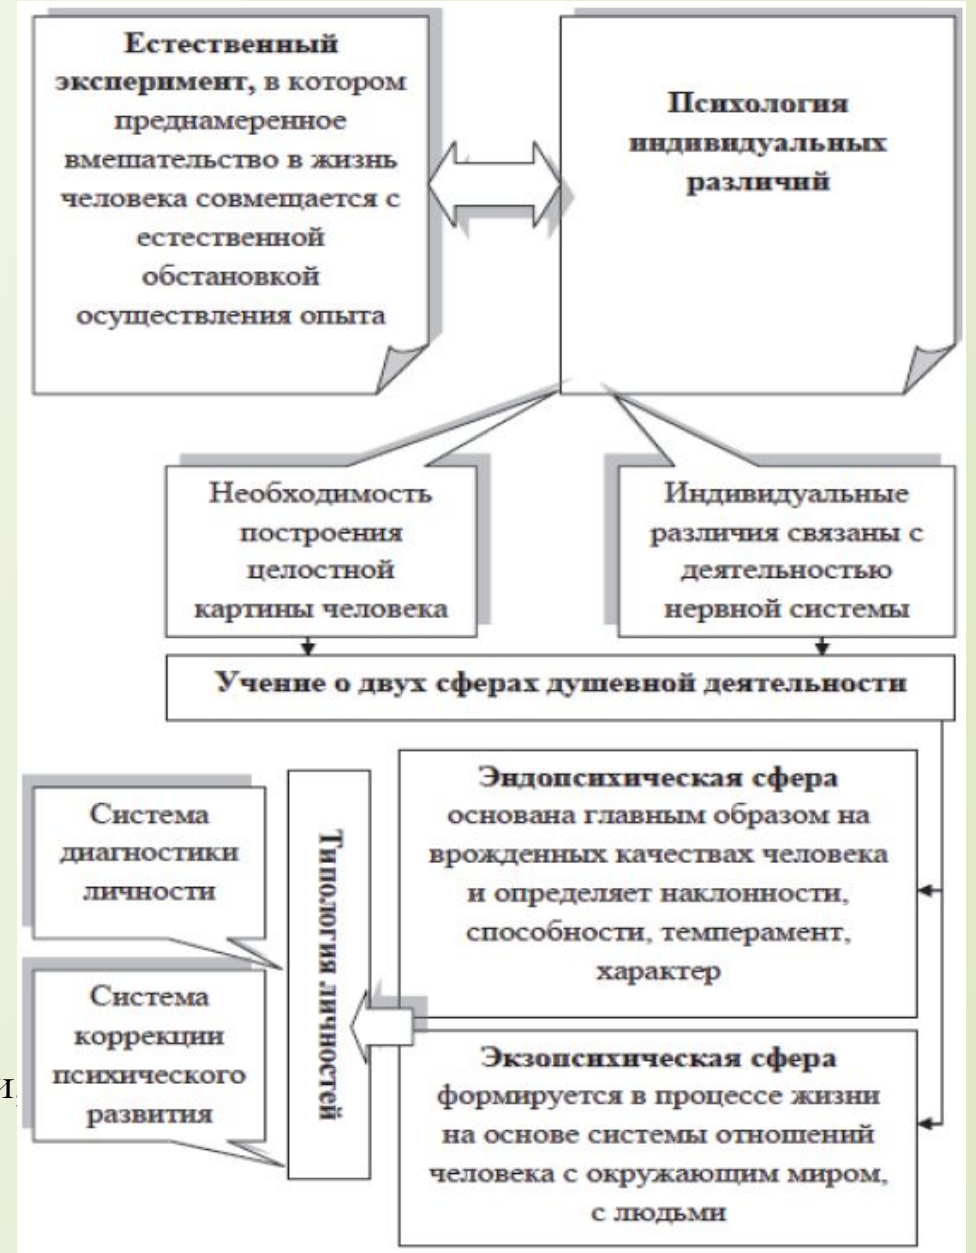 Естественный
эксперимент, в котором
преднамеренное
вмешательство в жизнь
человека совмещается с
естественной
обстановкой
осуществления опыта
Психология
индивидуальных
различий
Необходимость
построения
целостной
картины человека
Индивидуальные
различия связаны с
деятельностью
нервной системы
Учение о двух сферах душевной деятельности
Эндопсихическая сфера
основана главным образом на
врожденных качествах человека
и определяет наклонности,
способности, темперамент,
характер
Система
диагностики
личности
Типология личностей
Система
коррекции
психического
развития
Экзопсихическая сфера
формируется в процессе жизни
на основе системы отношений
человека с окружающим миром,
с людьми